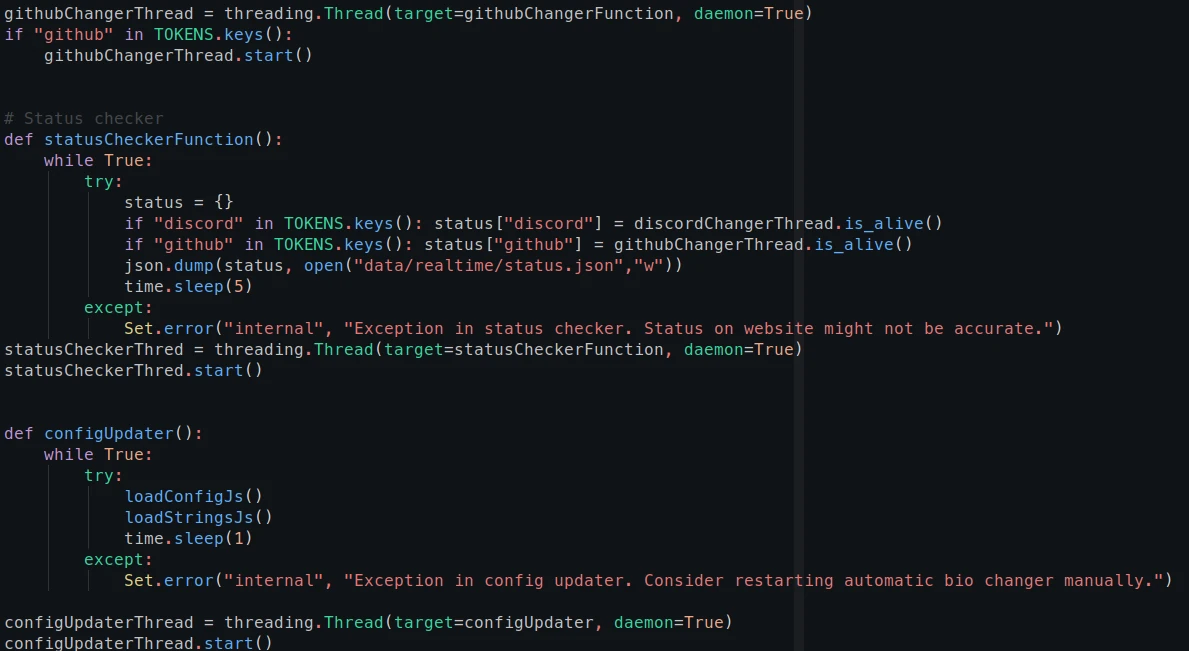 githubChangerThread = threading.Thread(target=githubChangerFunction, daemon=True)
if "github" in TOKENS.keys():
    githubChangerThread.start()


# Status checker
def statusCheckerFunction():
    while True:
        try:
            status = {}
            if "discord" in TOKENS.keys(): status["discord"] = discordChangerThread.is_alive()
            if "github" in TOKENS.keys(): status["github"] = githubChangerThread.is_alive()
            json.dump(status, open("data/realtime/status.json","w"))
            time.sleep(5)
        except:
            Set.error("internal", "Exception in status checker. Status on website might not be accurate.")
statusCheckerThred = threading.Thread(target=statusCheckerFunction, daemon=True)
statusCheckerThred.start()


def configUpdater():
    while True:
        try:
            loadConfigJs()
            loadStringsJs()
            time.sleep(1)
        except:
            Set.error("internal", "Exception in config updater. Consider restarting automatic bio changer manually.")

configUpdaterThread = threading.Thread(target=configUpdater, daemon=True)
configUpdaterThread.start()